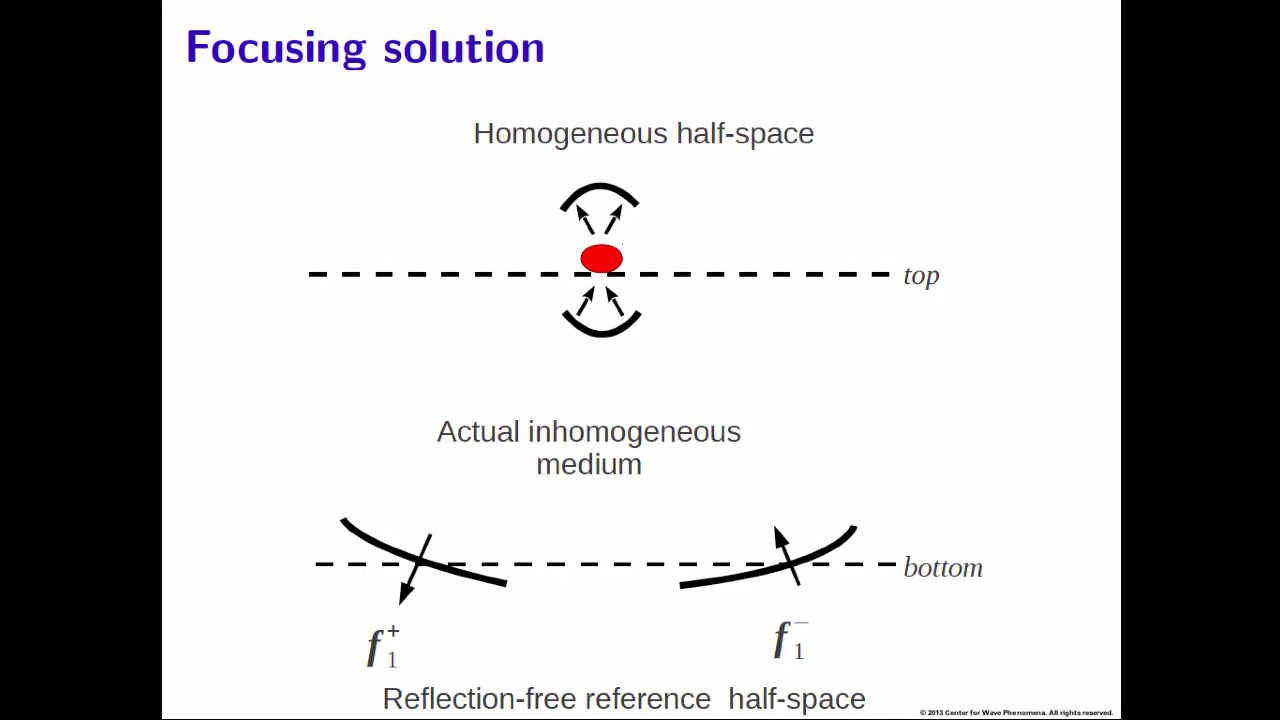 Focusing solution
Homogeneous half-space
top
Actual inhomogeneous
medium
bottom
f₁⁺
f₁⁻
Reflection-free reference half-space
© 2013 Center for Wave Phenomena. All rights reserved.